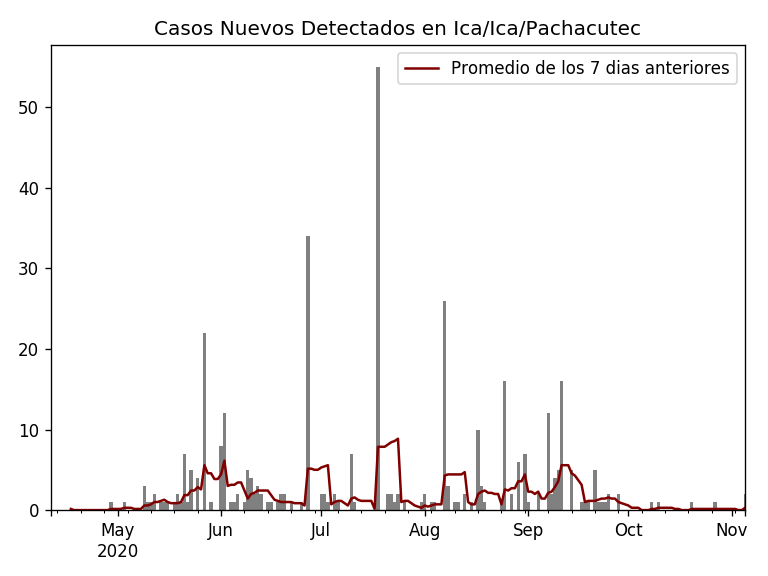 Casos Nuevos Detectados en Ica/Ica/Pachacutec
Promedio de los 7 dias anteriores
50
40
30
20
10
0
May Jun Jul Aug Sep Oct Nov
2020